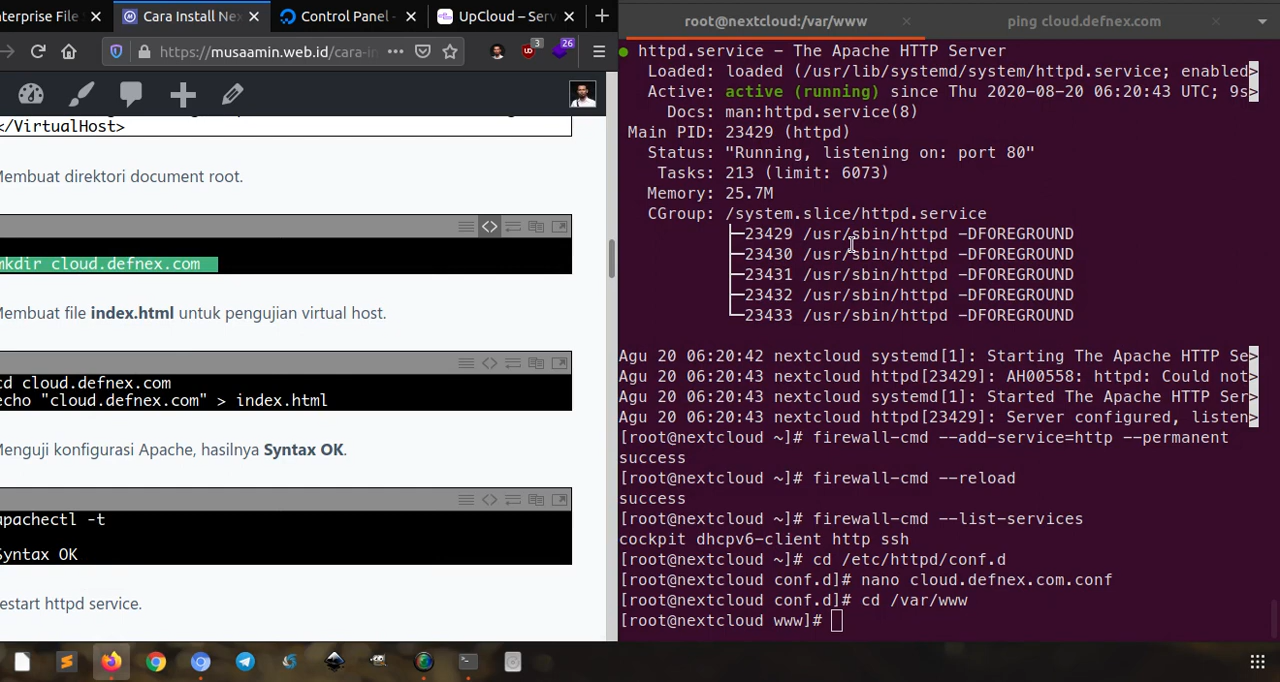 nterprise File
Cara Install Nex
Control Panel -
UpCloud – Serv
https://musaamin.web.id/cara-i
3
26
</VirtualHost>
Membuat direktori document root.
mkdir cloud.defnex.com
Membuat file index.html untuk pengujian virtual host.
cd cloud.defnex.com
echo "cloud.defnex.com" > index.html
Menguji konfigurasi Apache, hasilnya Syntax OK.
apachectl -t
Syntax OK
estart httpd service.
root@nextcloud:/var/www
ping cloud.defnex.com
httpd.service - The Apache HTTP Server
Loaded: loaded (/usr/lib/systemd/system/httpd.service; enabled>
Active: active (running) since Thu 2020-08-20 06:20:43 UTC; 9s>
Docs: man:httpd.service(8)
Main PID: 23429 (httpd)
Status: "Running, listening on: port 80"
Tasks: 213 (limit: 6073)
Memory: 25.7M
CGroup: /system.slice/httpd.service
├─23429 /usr/sbin/httpd -DFOREGROUND
├─23430 /usr/sbin/httpd -DFOREGROUND
├─23431 /usr/sbin/httpd -DFOREGROUND
├─23432 /usr/sbin/httpd -DFOREGROUND
└─23433 /usr/sbin/httpd -DFOREGROUND
Agu 20 06:20:42 nextcloud systemd[1]: Starting The Apache HTTP Se>
Agu 20 06:20:43 nextcloud httpd[23429]: AH00558: httpd: Could not>
Agu 20 06:20:43 nextcloud systemd[1]: Started The Apache HTTP Ser>
Agu 20 06:20:43 nextcloud httpd[23429]: Server configured, listen>
[root@nextcloud ~]# firewall-cmd --add-service=http --permanent
success
[root@nextcloud ~]# firewall-cmd --reload
success
[root@nextcloud ~]# firewall-cmd --list-services
cockpit dhcpv6-client http ssh
[root@nextcloud ~]# cd /etc/httpd/conf.d
[root@nextcloud conf.d]# nano cloud.defnex.com.conf
[root@nextcloud conf.d]# cd /var/www
[root@nextcloud www]#